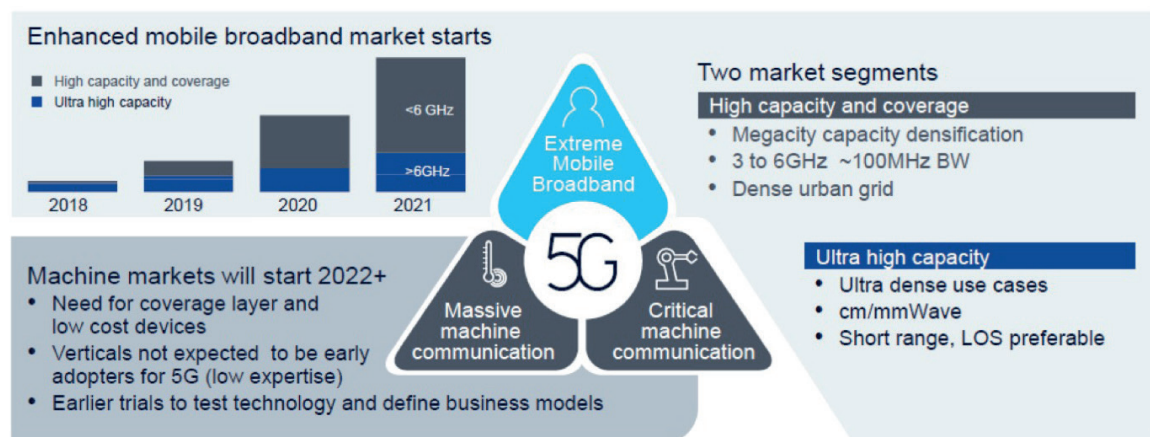 Enhanced mobile broadband market starts
High capacity and coverage
Ultra high capacity
<6 GHz
>6GHz
2018
2019
2020
2021
Extreme
Mobile
Broadband
5G
Massive
machine
communication
Critical
machine
communication
Two market segments
High capacity and coverage
• Megacity capacity densification
• 3 to 6GHz ~100MHz BW
• Dense urban grid
Ultra high capacity
• Ultra dense use cases
• cm/mmWave
• Short range, LOS preferable
Machine markets will start 2022+
• Need for coverage layer and
low cost devices
• Verticals not expected to be early
adopters for 5G (low expertise)
• Earlier trials to test technology and define business models